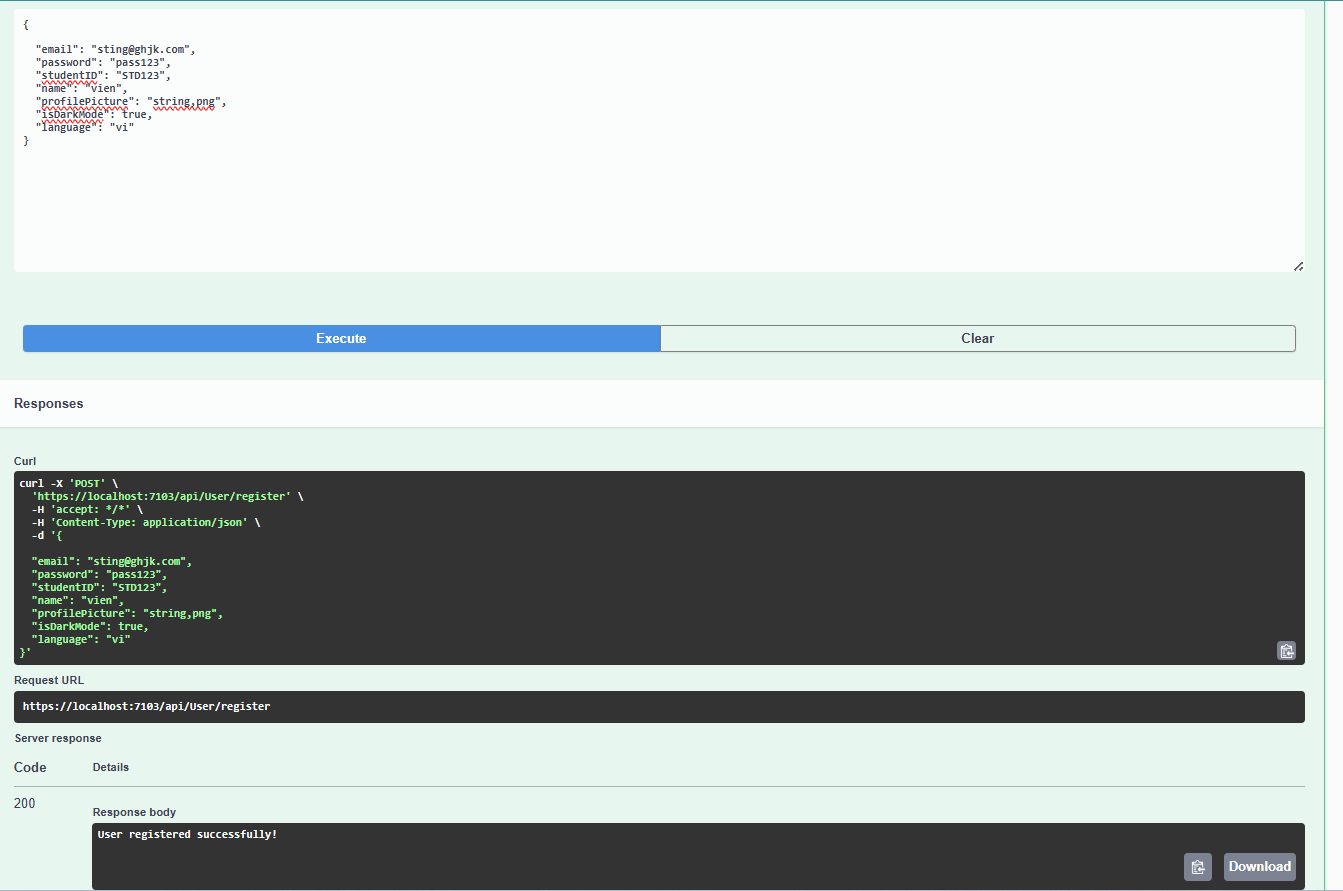 {
"email": "sting@ghjk.com",
"password": "pass123",
"studentID": "STD123",
"name": "vien",
"profilePicture": "string,png",
"isDarkMode": true,
"language": "vi"
}
Execute
Clear
Responses
Curl
curl -X 'POST' \
'https://localhost:7103/api/User/register' \
-H 'accept: */*' \
-H 'Content-Type: application/json' \
-d '{
"email": "sting@ghjk.com",
"password": "pass123",
"studentID": "STD123",
"name": "vien",
"profilePicture": "string,png",
"isDarkMode": true,
"language": "vi"
}'
Request URL
https://localhost:7103/api/User/register
Server response
Code Details
200
Response body
User registered successfully!
Download